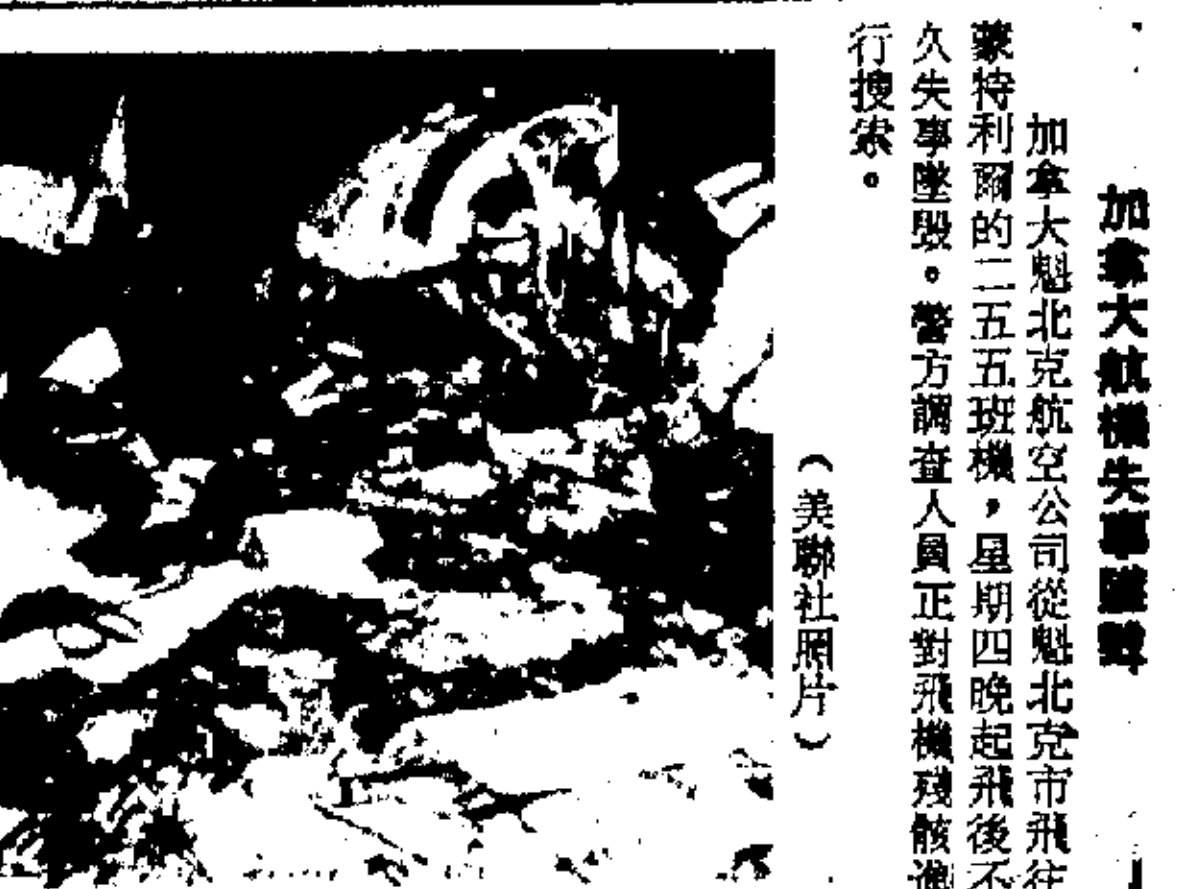 加拿大航機失事墜毀
加拿大魁北克航空公司從魁北克市飛往
蒙特利爾的二五五班機，星期四晚起飛後不
久失事墜毀。警方調查人員正對飛機殘骸進
行搜索。
（美聯社照片）